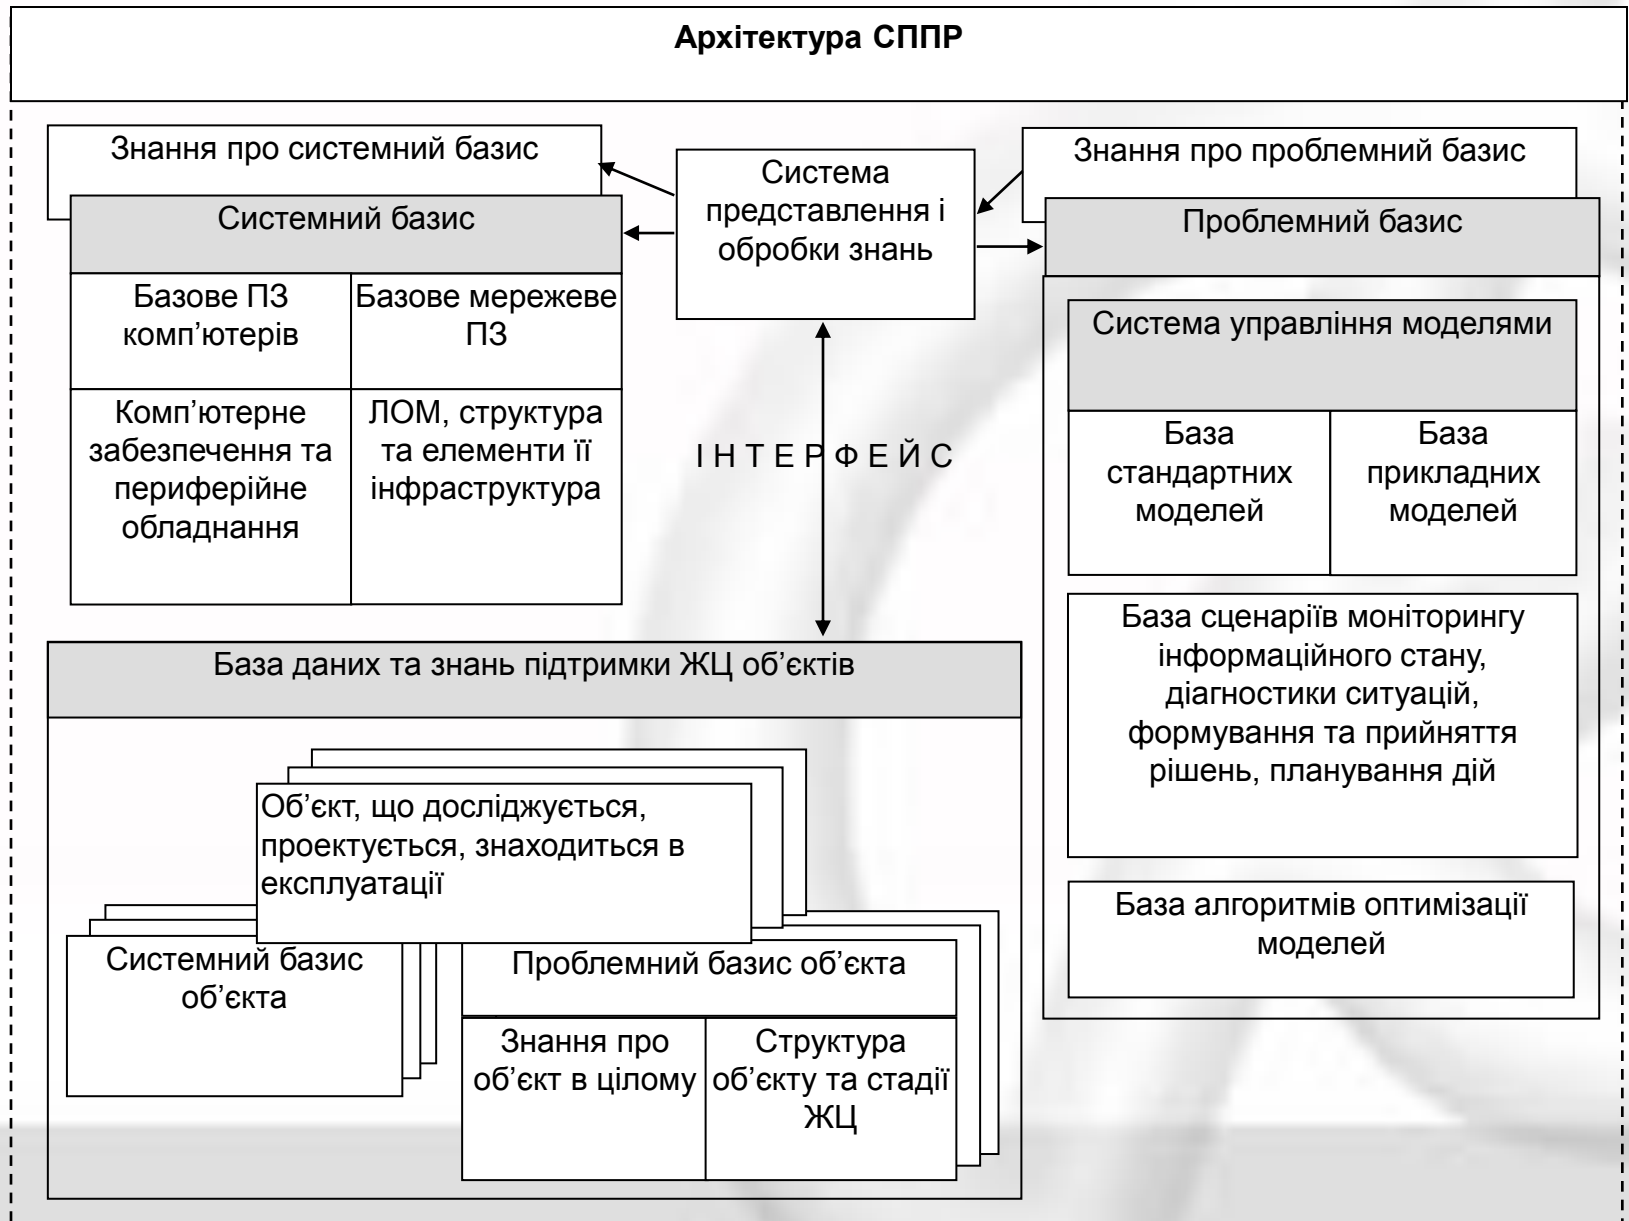 Архітектура СППР
Знання про системний базис
Системний базис
Базове ПЗ
комп’ютерів
Базове мережеве
ПЗ
Комп’ютерне
забезпечення та
периферійне
обладнання
ЛОМ, структура
та елементи її
інфраструктура
Система
представлення і
обробки знань
І Н Т Е Р Ф Е Й С
Знання про проблемний базис
Проблемний базис
Система управління моделями
База
стандартних
моделей
База
прикладних
моделей
База сценаріїв моніторингу
інформаційного стану,
діагностики ситуацій,
формування та прийняття
рішень, планування дій
База алгоритмів оптимізації
моделей
База даних та знань підтримки ЖЦ об’єктів
Об’єкт, що досліджується,
проектується, знаходиться в
експлуатації
Системний базис
об’єкта
Проблемний базис об’єкта
Знання про
об’єкт в цілому
Структура
об’єкту та стадії
ЖЦ